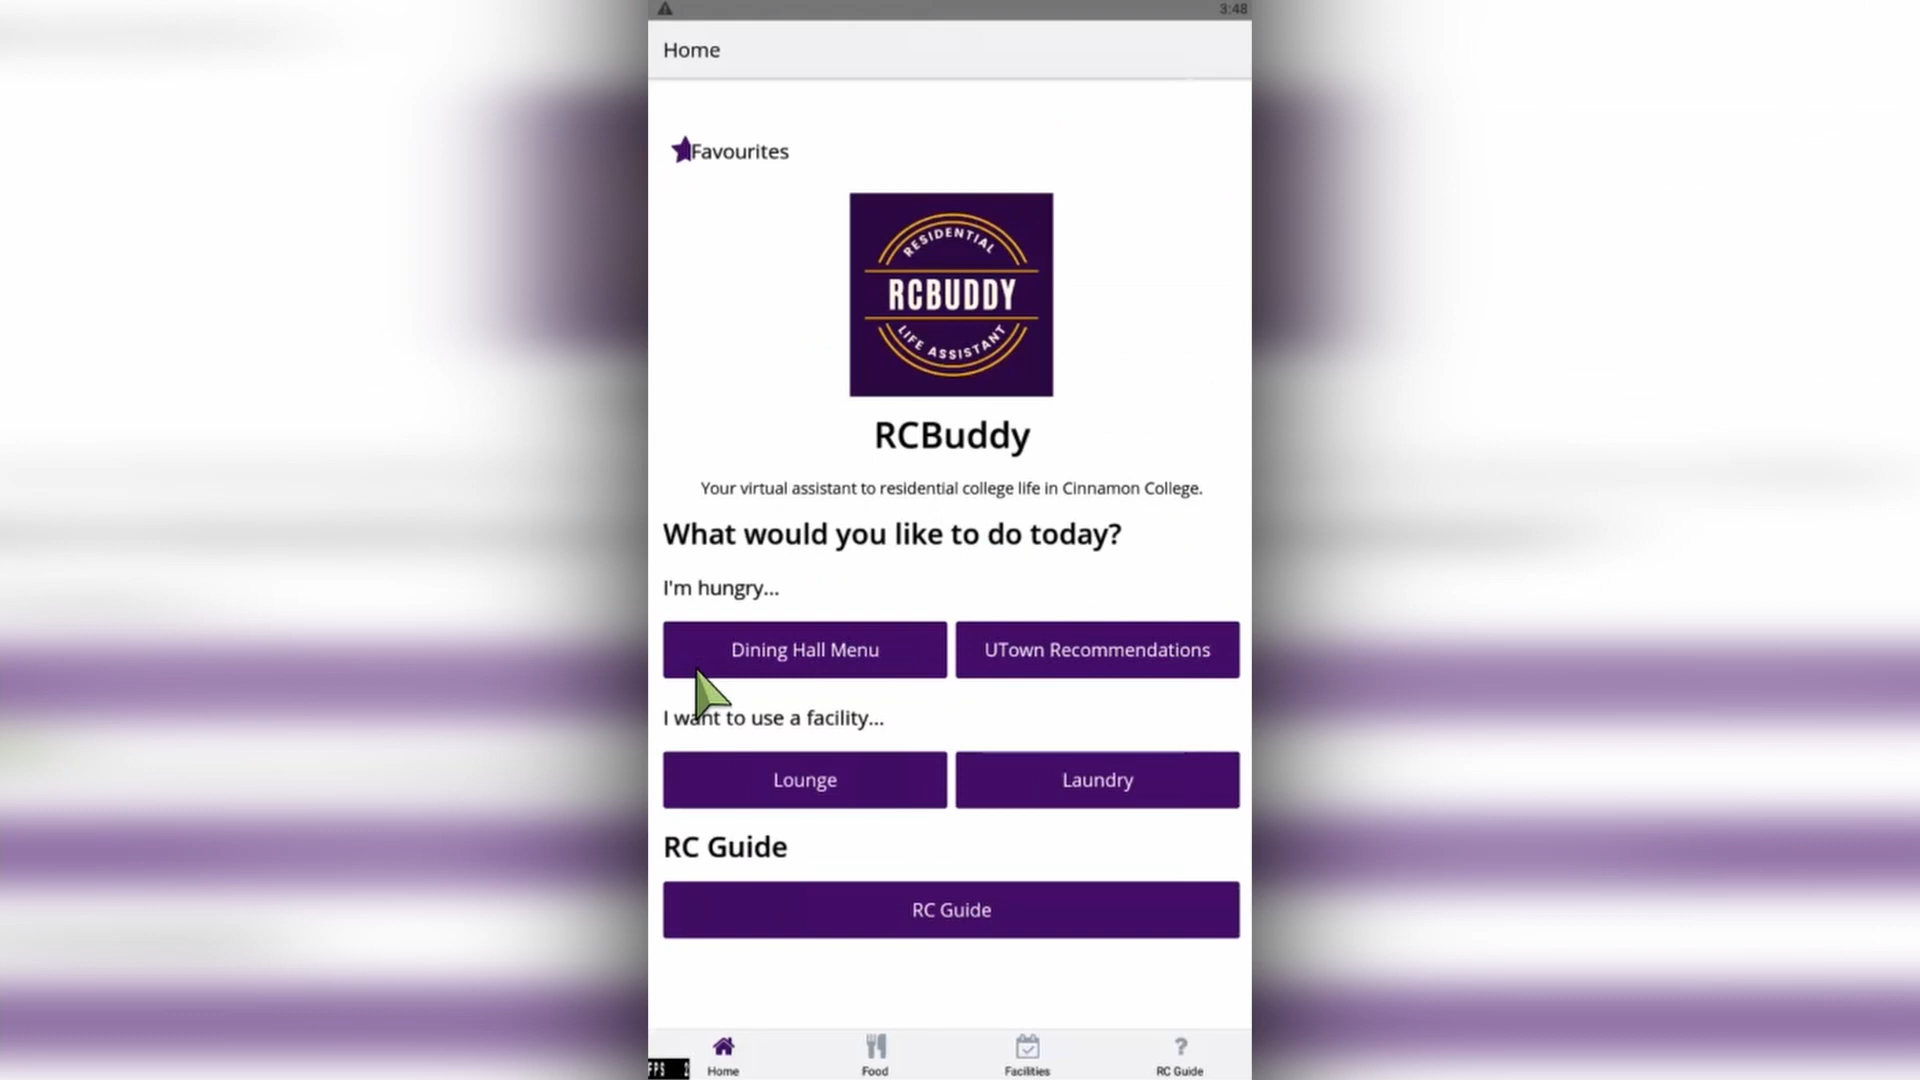 3:48
Home
Favourites
RESIDENTIAL
RCBUDDY
LIFE ASSISTANT
RCBuddy
Your virtual assistant to residential college life in Cinnamon College.
What would you like to do today?
I'm hungry...
Dining Hall Menu
UTown Recommendations
I want to use a facility...
Lounge
Laundry
RC Guide
RC Guide
FPS 2
Home
Food
Facilities
RC Guide